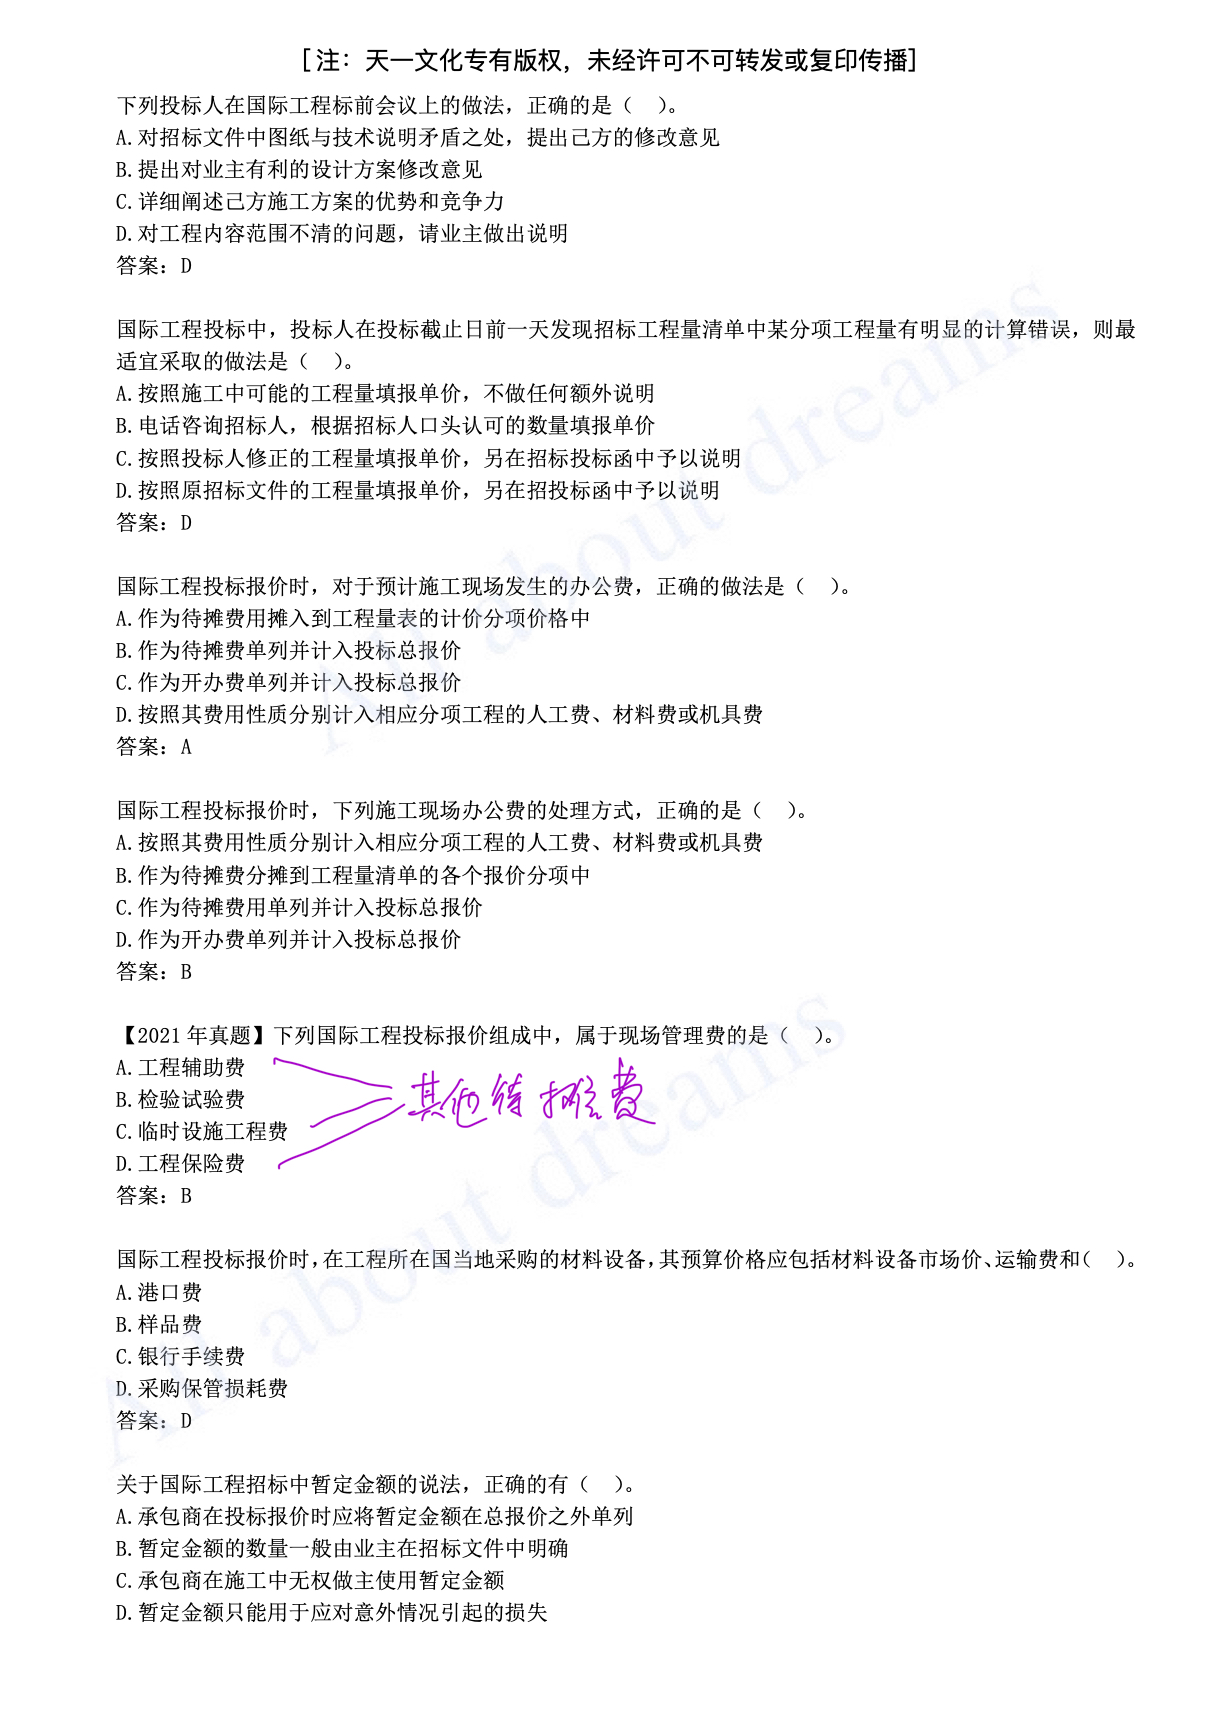 [注：天一文化专有版权，未经许可不可转发或复印传播]
下列投标人在国际工程标前会议上的做法，正确的是（　）。
A.对招标文件中图纸与技术说明矛盾之处，提出己方的修改意见
B.提出对业主有利的设计方案修改意见
C.详细阐述己方施工方案的优势和竞争力
D.对工程内容范围不清的问题，请业主做出说明
答案：D
国际工程投标中，投标人在投标截止日前一天发现招标工程量清单中某分项工程量有明显的计算错误，则最
适宜采取的做法是（　）。
A.按照施工中可能的工程量填报单价，不做任何额外说明
B.电话咨询招标人，根据招标人口头认可的数量填报单价
C.按照投标人修正的工程量填报单价，另在招标投标函中予以说明
D.按照原招标文件的工程量填报单价，另在招投标函中予以说明
答案：D
国际工程投标报价时，对于预计施工现场发生的办公费，正确的做法是（　）。
A.作为待摊费用摊入到工程量表的计价分项价格中
B.作为待摊费单列并计入投标总报价
C.作为开办费单列并计入投标总报价
D.按照其费用性质分别计入相应分项工程的人工费、材料费或机具费
答案：A
国际工程投标报价时，下列施工现场办公费的处理方式，正确的是（　）。
A.按照其费用性质分别计入相应分项工程的人工费、材料费或机具费
B.作为待摊费分摊到工程量清单的各个报价分项中
C.作为待摊费用单列并计入投标总报价
D.作为开办费单列并计入投标总报价
答案：B
【2021年真题】下列国际工程投标报价组成中，属于现场管理费的是（　）。
A.工程辅助费
B.检验试验费
其他待摊费
C.临时设施工程费
D.工程保险费
答案：B
国际工程投标报价时,在工程所在国当地采购的材料设备,其预算价格应包括材料设备市场价、运输费和(　)。
A.港口费
B.样品费
C.银行手续费
D.采购保管损耗费
答案：D
关于国际工程招标中暂定金额的说法，正确的有（　）。
A.承包商在投标报价时应将暂定金额在总报价之外单列
B.暂定金额的数量一般由业主在招标文件中明确
C.承包商在施工中无权做主使用暂定金额
D.暂定金额只能用于应对意外情况引起的损失
All about dreams
All about dreams